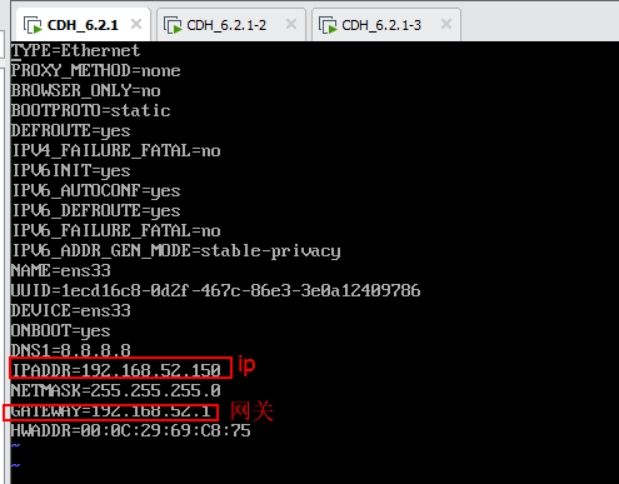 CDH_6.2.1 CDH_6.2.1-2 CDH_6.2.1-3
TYPE=Ethernet
PROXY_METHOD=none
BROWSER_ONLY=no
BOOTPROTO=static
DEFROUTE=yes
IPV4_FAILURE_FATAL=no
IPV6INIT=yes
IPV6_AUTOCONF=yes
IPV6_DEFROUTE=yes
IPV6_FAILURE_FATAL=no
IPV6_ADDR_GEN_MODE=stable-privacy
NAME=ens33
UUID=1ecd16c8-0d2f-467c-86e3-3e0a12409786
DEVICE=ens33
ONBOOT=yes
DNS1=8.8.8.8
IPADDR=192.168.52.150 ip
NETMASK=255.255.255.0
GATEWAY=192.168.52.1 网关
HWADDR=00:0C:29:69:C8:75
~
~